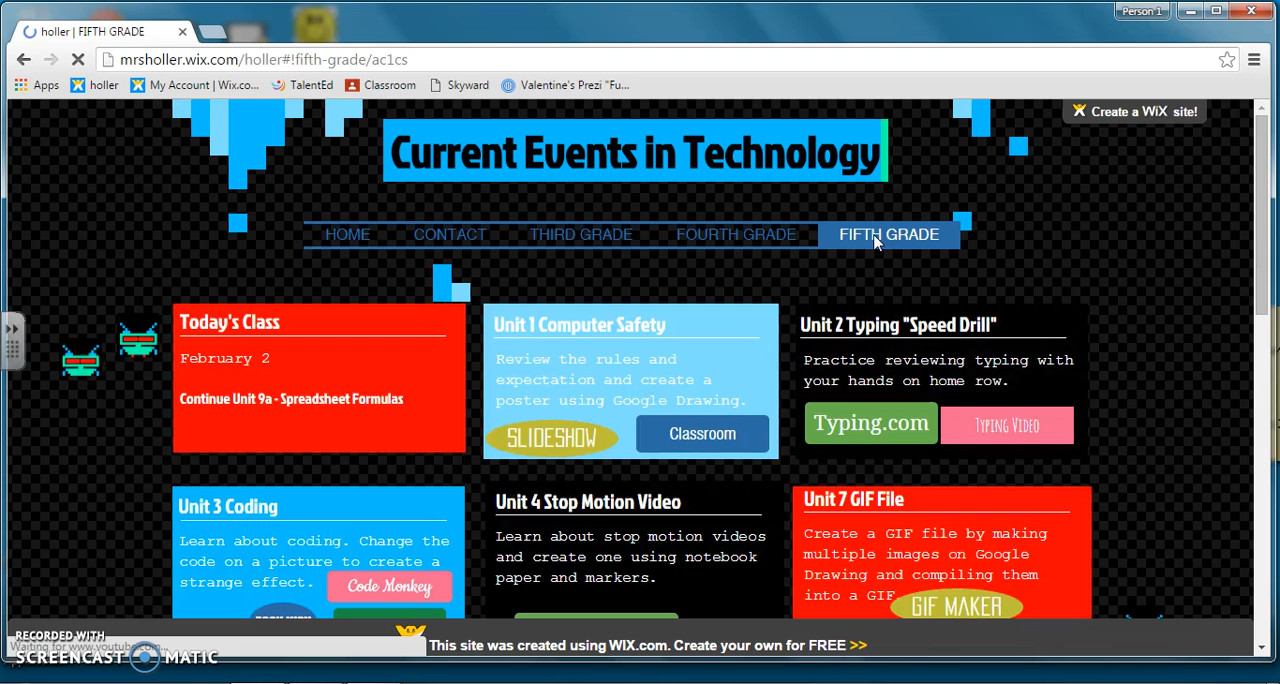 Person 1
holler | FIFTH GRADE
mrsholler.wix.com/holler#!fifth-grade/ac1cs
Apps holler My Account | Wix.co... TalentEd Classroom Skyward Valentine's Prezi "Fu...
Create a WiX site!
Current Events in Technology
HOME CONTACT THIRD GRADE FOURTH GRADE FIFTH GRADE
Today's Class
February 2
Continue Unit 9a - Spreadsheet Formulas
Unit 1 Computer Safety
Review the rules and
expectation and create a
poster using Google Drawing.
SLIDESHOW Classroom
Unit 2 Typing "Speed Drill"
Practice reviewing typing with
your hands on home row.
Typing.com TYPING VIDEO
Unit 3 Coding
Learn about coding. Change the
code on a picture to create a
strange effect.
Code Monkey
Unit 4 Stop Motion Video
Learn about stop motion videos
and create one using notebook
paper and markers.
Unit 7 GIF File
Create a GIF file by making
multiple images on Google
Drawing and compiling them
into a GIF.
GIF MAKER
This site was created using WIX.com. Create your own for FREE >>
Waiting for www.youtube.com...
RECORDED WITH
SCREENCAST MATIC